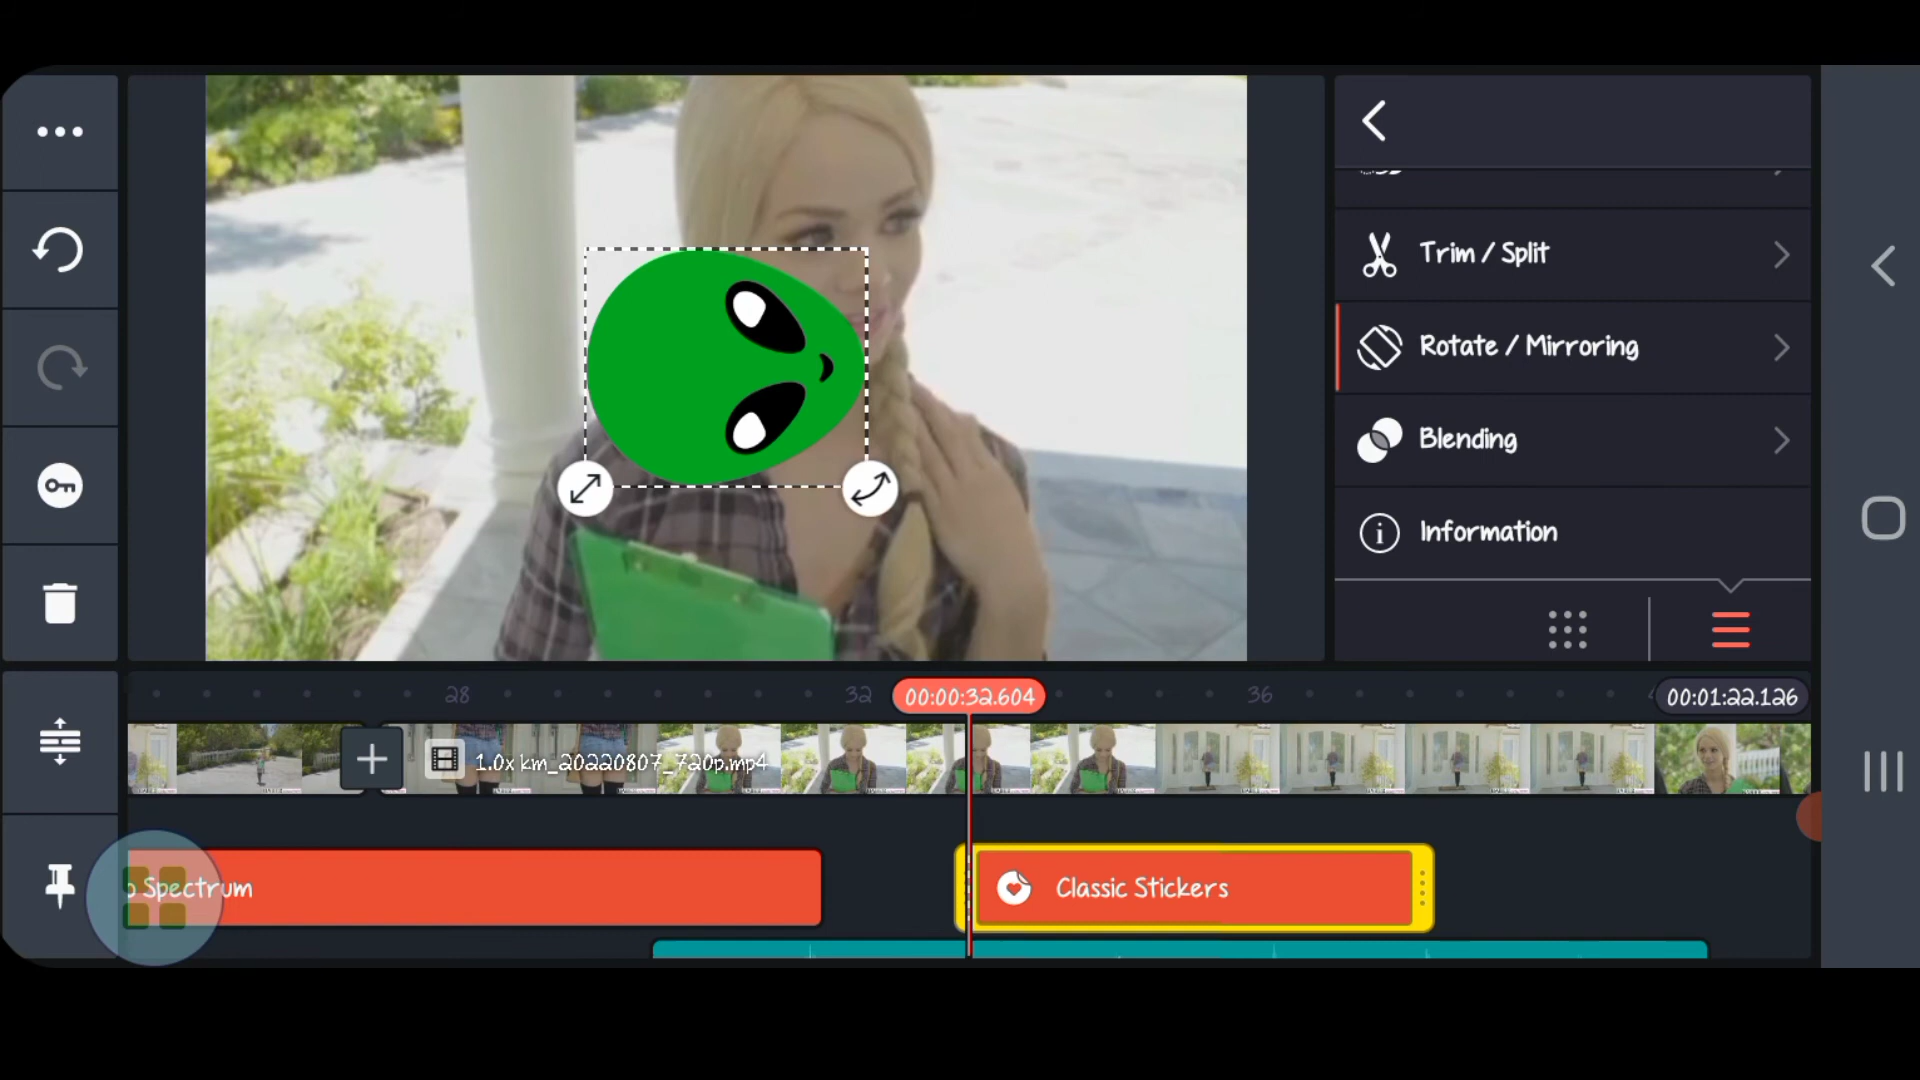 Trim / Split
Rotate / Mirroring
Blending
Information
28
32
00:00:32.604
36
00:01:22.126
1.0x km_20220807_720p.mp4
o Spectrum
Classic Stickers